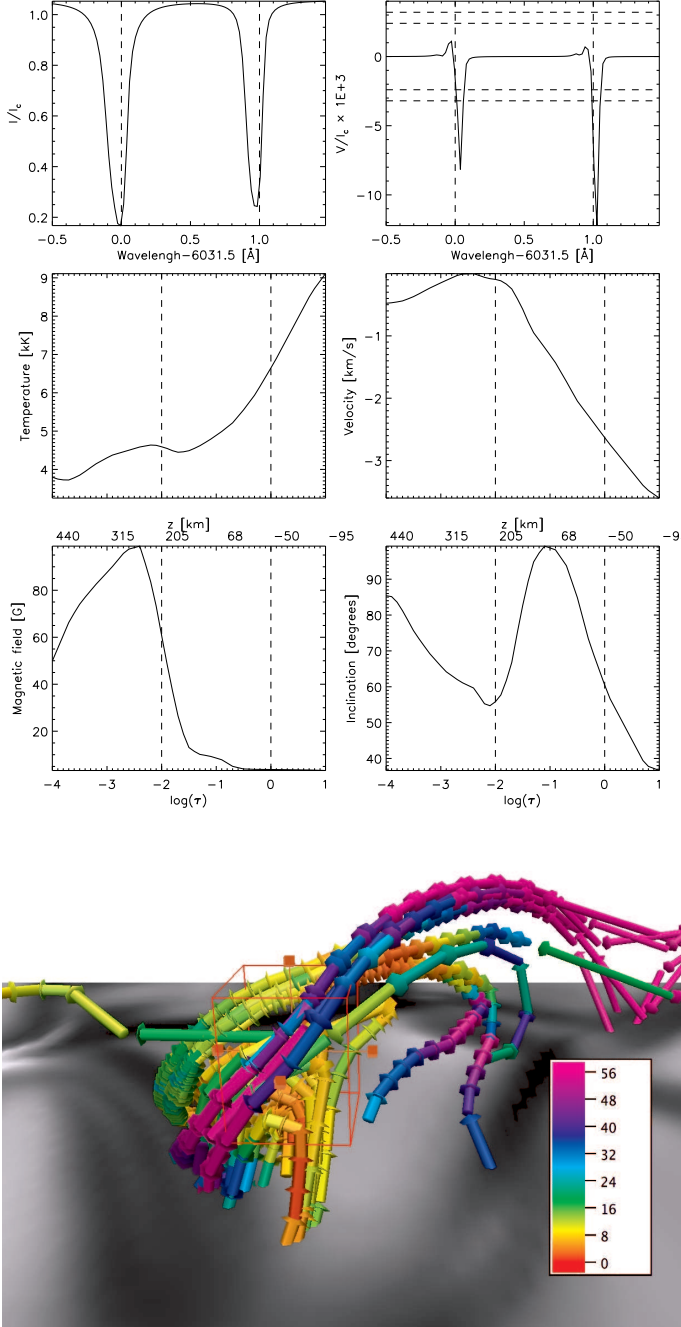 I/Ic
1.0
0.8
0.6
0.4
0.2
−0.5 0.0 0.5 1.0
Wavelengh−6031.5 [Å]
V/Ic × 1E+3
0
−5
−10
−0.5 0.0 0.5 1.0
Wavelengh−6031.5 [Å]
Temperature [kK]
9
8
7
6
5
4
Velocity [km/s]
−1
−2
−3
z [km]
440 315 205 68 −50 −95
Magnetic field [G]
80
60
40
20
−4 −3 −2 −1 0 1
log(τ)
z [km]
440 315 205 68 −50 −9
Inclination [degrees]
90
80
70
60
50
40
−4 −3 −2 −1 0 1
log(τ)
56
48
40
32
24
16
8
0